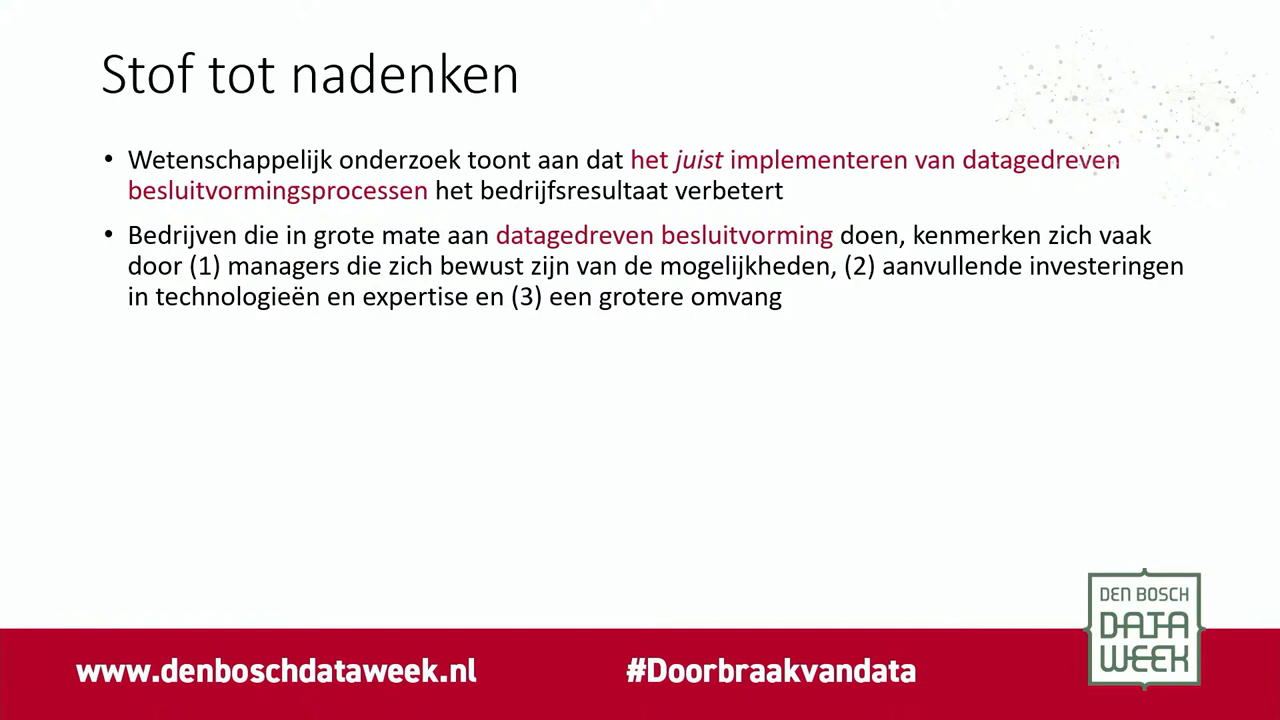 Stof tot nadenken
• Wetenschappelijk onderzoek toont aan dat het juist implementeren van datagedreven
besluitvormingsprocessen het bedrijfsresultaat verbetert
• Bedrijven die in grote mate aan datagedreven besluitvorming doen, kenmerken zich vaak
door (1) managers die zich bewust zijn van de mogelijkheden, (2) aanvullende investeringen
in technologieën en expertise en (3) een grotere omvang
DEN BOSCH
DATA
WEEK
www.denboschdataweek.nl
#Doorbraakvandata